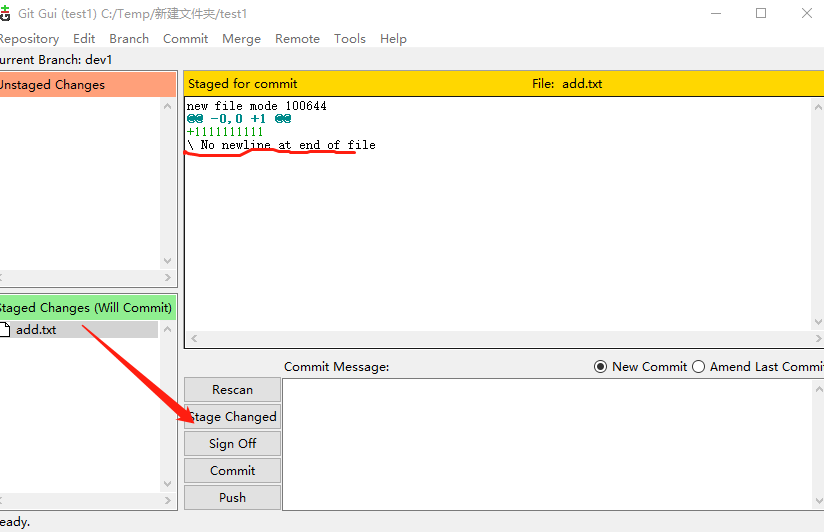 Git Gui (test1) C:/Temp/新建文件夹/test1
Repository Edit Branch Commit Merge Remote Tools Help
urrent Branch: dev1
Unstaged Changes
Staged for commit File: add.txt
new file mode 100644
@@ -0,0 +1 @@
+1111111111
\ No newline at end of file
Staged Changes (Will Commit)
add.txt
Commit Message:
New Commit
Amend Last Commi
Rescan
Stage Changed
Sign Off
Commit
Push
eady.